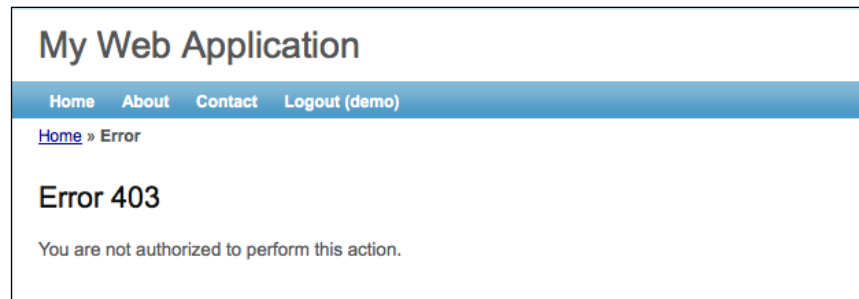 My Web Application
Home About Contact Logout (demo)
Home » Error
Error 403
You are not authorized to perform this action.